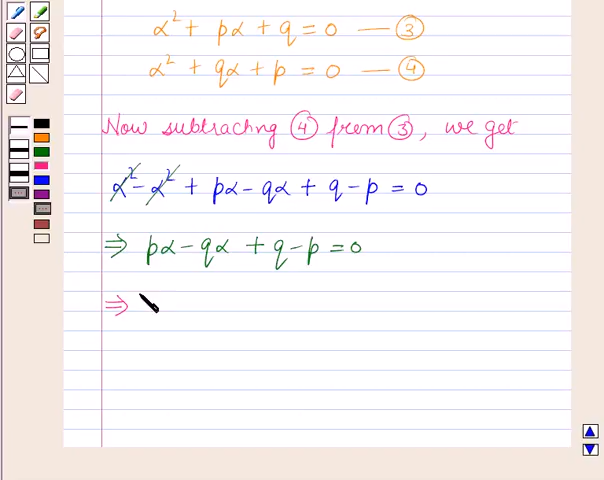 α² + pα + q = 0 — ③
α² + qα + p = 0 — ④
Now subtracting ④ from ③, we get
α² - α² + pα - qα + q - p = 0
⇒ pα - qα + q - p = 0
⇒